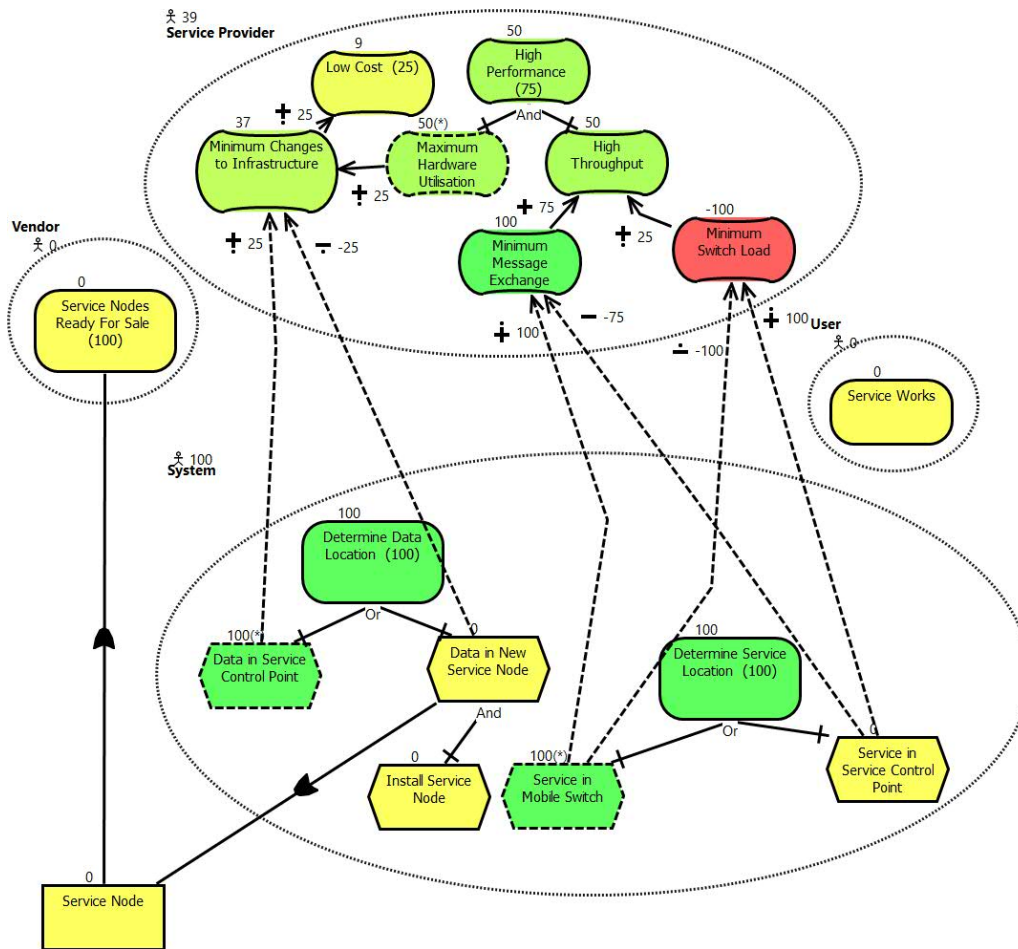 39
Service Provider
9
Low Cost (25)
50
High
Performance
(75)
And
25
37
Minimum Changes
to Infrastructure
50(*)
Maximum
Hardware
Utilisation
50
High
Throughput
25
75
25
25
-25
100
Minimum
Message
Exchange
-100
Minimum
Switch Load
Vendor
0
0
Service Nodes
Ready For Sale
(100)
100
-75
100
-100
User
0
0
Service Works
100
System
100
Determine Data
Location (100)
Or
100(*)
Data in Service
Control Point
0
Data in New
Service Node
And
100
Determine Service
Location (100)
Or
0
Install Service
Node
100(*)
Service in
Mobile Switch
0
Service in
Service Control
Point
0
Service Node